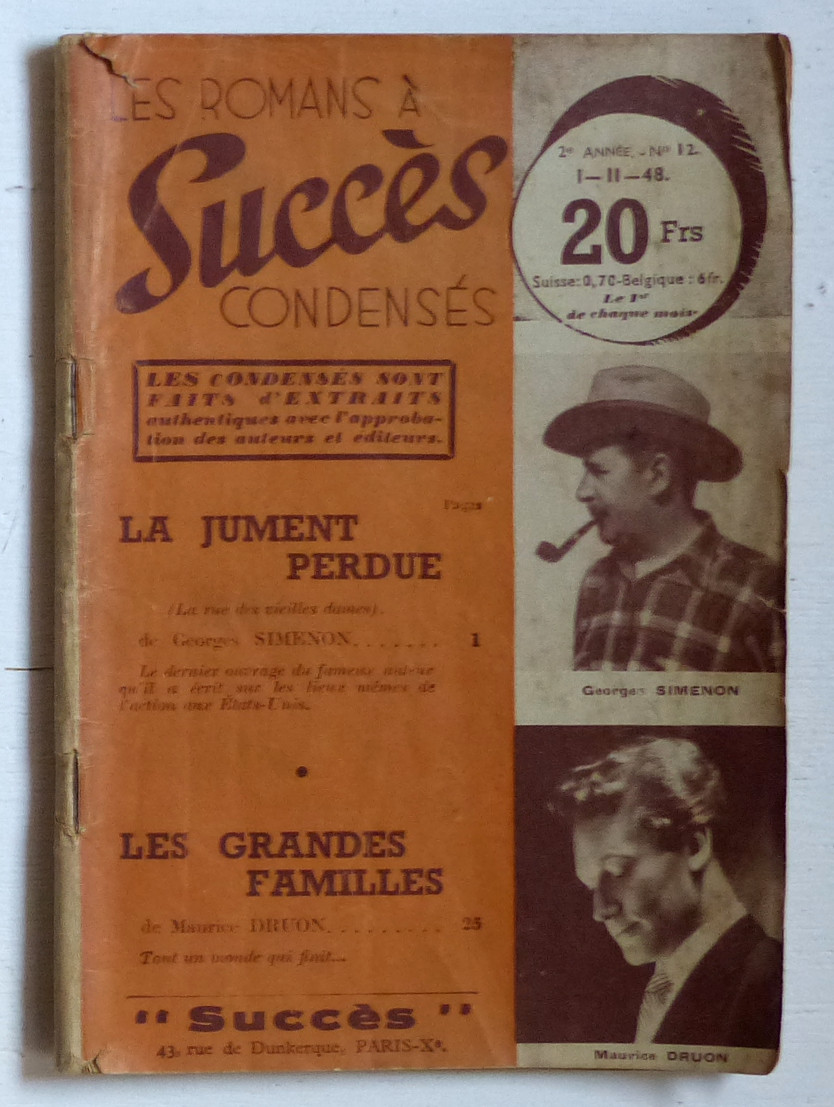 LES ROMANS À
Succès
CONDENSÉS
2e ANNÉE. - No 12.
1-11-48.
20 Frs
Suisse: 0,70-Belgique : 6 fr.
Le 1er
de chaque mois
LES CONDENSÉS SONT
FAITS d'EXTRAITS
authentiques avec l'approba-
tion des auteurs et éditeurs.
Pages
LA JUMENT
PERDUE
(La rue des vieilles dames).
de Georges SIMENON....... 1
Le dernier ouvrage du fameux auteur
qu'il a écrit sur les lieux mêmes de
l'action aux États-Unis.
Georges SIMENON
LES GRANDES
FAMILLES
de Maurice DRUON......... 25
Tout un monde qui finit...
"Succès"
43, rue de Dunkerque, PARIS-Xe.
Maurice DRUON